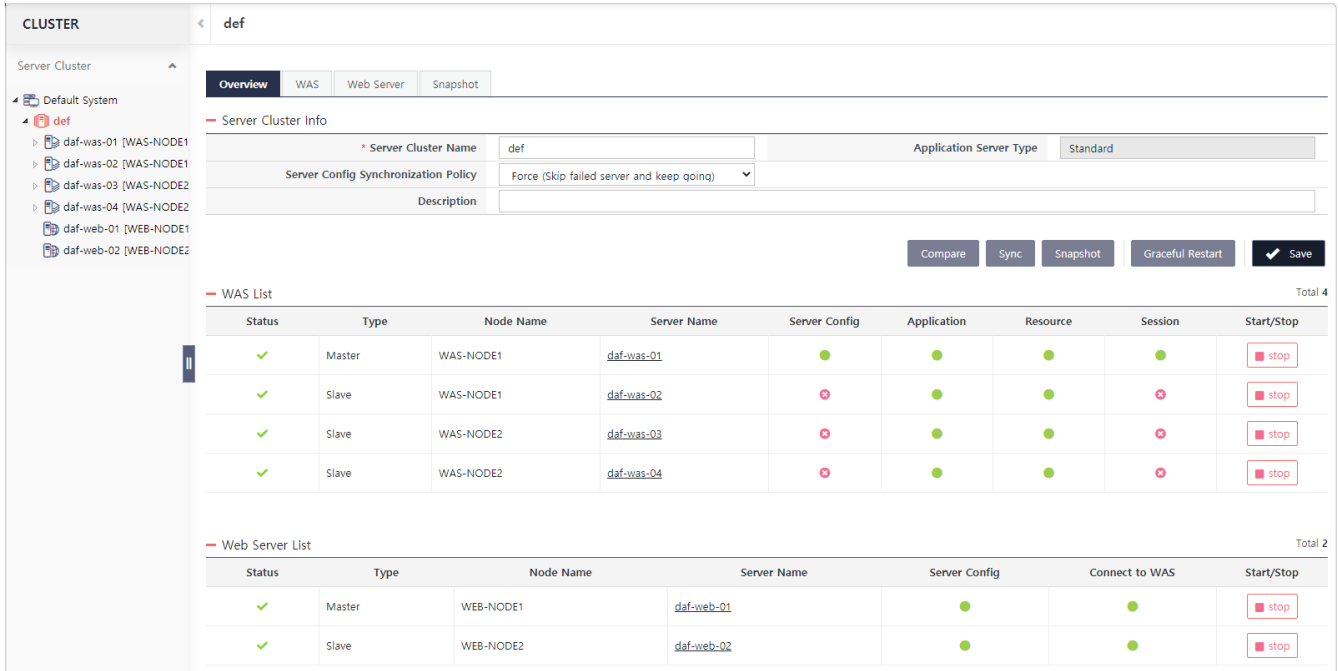 CLUSTER
def
Server Cluster
Default System
def
daf-was-01 [WAS-NODE1
daf-was-02 [WAS-NODE1
daf-was-03 [WAS-NODE2
daf-was-04 [WAS-NODE2
daf-web-01 [WEB-NODE1
daf-web-02 [WEB-NODE2
Overview WAS Web Server Snapshot
Server Cluster Info
* Server Cluster Name def Application Server Type Standard
Server Config Synchronization Policy Force (Skip failed server and keep going)
Description
Compare Sync Snapshot Graceful Restart Save
WAS List Total 4
Status Type Node Name Server Name Server Config Application Resource Session Start/Stop
Master WAS-NODE1 daf-was-01 stop
Slave WAS-NODE1 daf-was-02 stop
Slave WAS-NODE2 daf-was-03 stop
Slave WAS-NODE2 daf-was-04 stop
Web Server List Total 2
Status Type Node Name Server Name Server Config Connect to WAS Start/Stop
Master WEB-NODE1 daf-web-01 stop
Slave WEB-NODE2 daf-web-02 stop